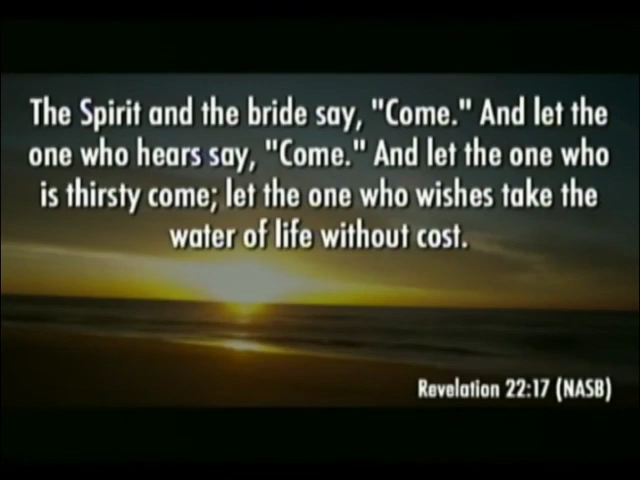 The Spirit and the bride say, "Come." And let the
one who hears say, "Come." And let the one who
is thirsty come; let the one who wishes take the
water of life without cost.
Revelation 22:17 (NASB)